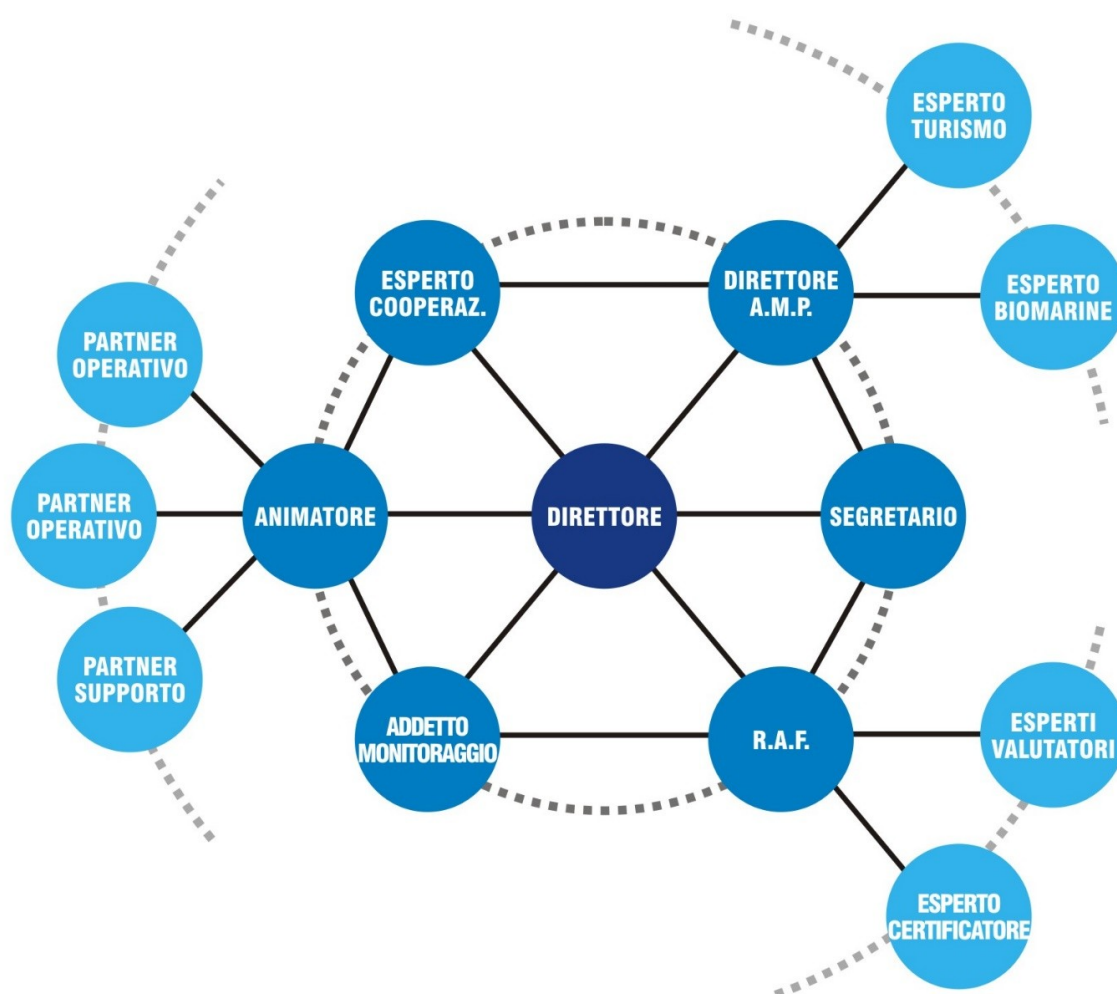 ESPERTO
TURISMO
ESPERTO
COOPERAZ.
DIRETTORE
A.M.P.
ESPERTO
BIOMARINE
PARTNER
OPERATIVO
PARTNER
OPERATIVO
ANIMATORE
DIRETTORE
SEGRETARIO
PARTNER
SUPPORTO
ADDETTO
MONITORAGGIO
R.A.F.
ESPERTI
VALUTATORI
ESPERTO
CERTIFICATORE